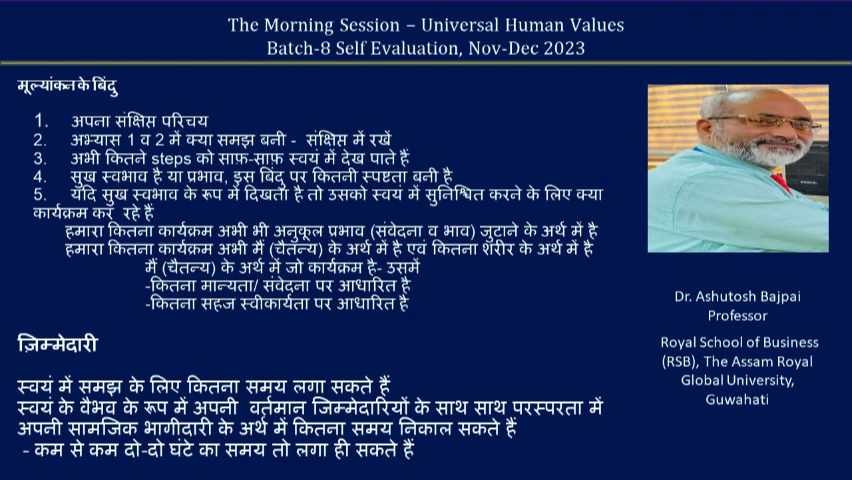 The Morning Session – Universal Human Values
Batch-8 Self Evaluation, Nov-Dec 2023
मूल्यांकन के बिंदु
1. अपना संक्षिप्त परिचय
2. अभ्यास 1 व 2 में क्या समझ बनी - संक्षिप्त में रखें
3. अभी कितने steps को साफ़-साफ़ स्वयं में देख पाते हैं
4. सुख स्वभाव है या प्रभाव, इस बिंदु पर कितनी स्पष्टता बनी है
5. यदि सुख स्वभाव के रूप में दिखता है तो उसको स्वयं में सुनिश्चित करने के लिए क्या
कार्यक्रम कर रहे हैं
हमारा कितना कार्यक्रम अभी भी अनुकूल प्रभाव (संवेदना व भाव) जुटाने के अर्थ में है
हमारा कितना कार्यक्रम अभी मैं (चैतन्य) के अर्थ में है एवं कितना शरीर के अर्थ में है
मैं (चैतन्य) के अर्थ में जो कार्यक्रम है- उसमें
-कितना मान्यता/ संवेदना पर आधारित है
-कितना सहज स्वीकार्यता पर आधारित है
ज़िम्मेदारी
स्वयं में समझ के लिए कितना समय लगा सकते हैं
स्वयं के वैभव के रूप में अपनी वर्तमान जिम्मेदारियों के साथ साथ परस्परता में
अपनी सामजिक भागीदारी के अर्थ में कितना समय निकाल सकते हैं
- कम से कम दो-दो घंटे का समय तो लगा ही सकते हैं
Dr. Ashutosh Bajpai
Professor
Royal School of Business
(RSB), The Assam Royal
Global University,
Guwahati